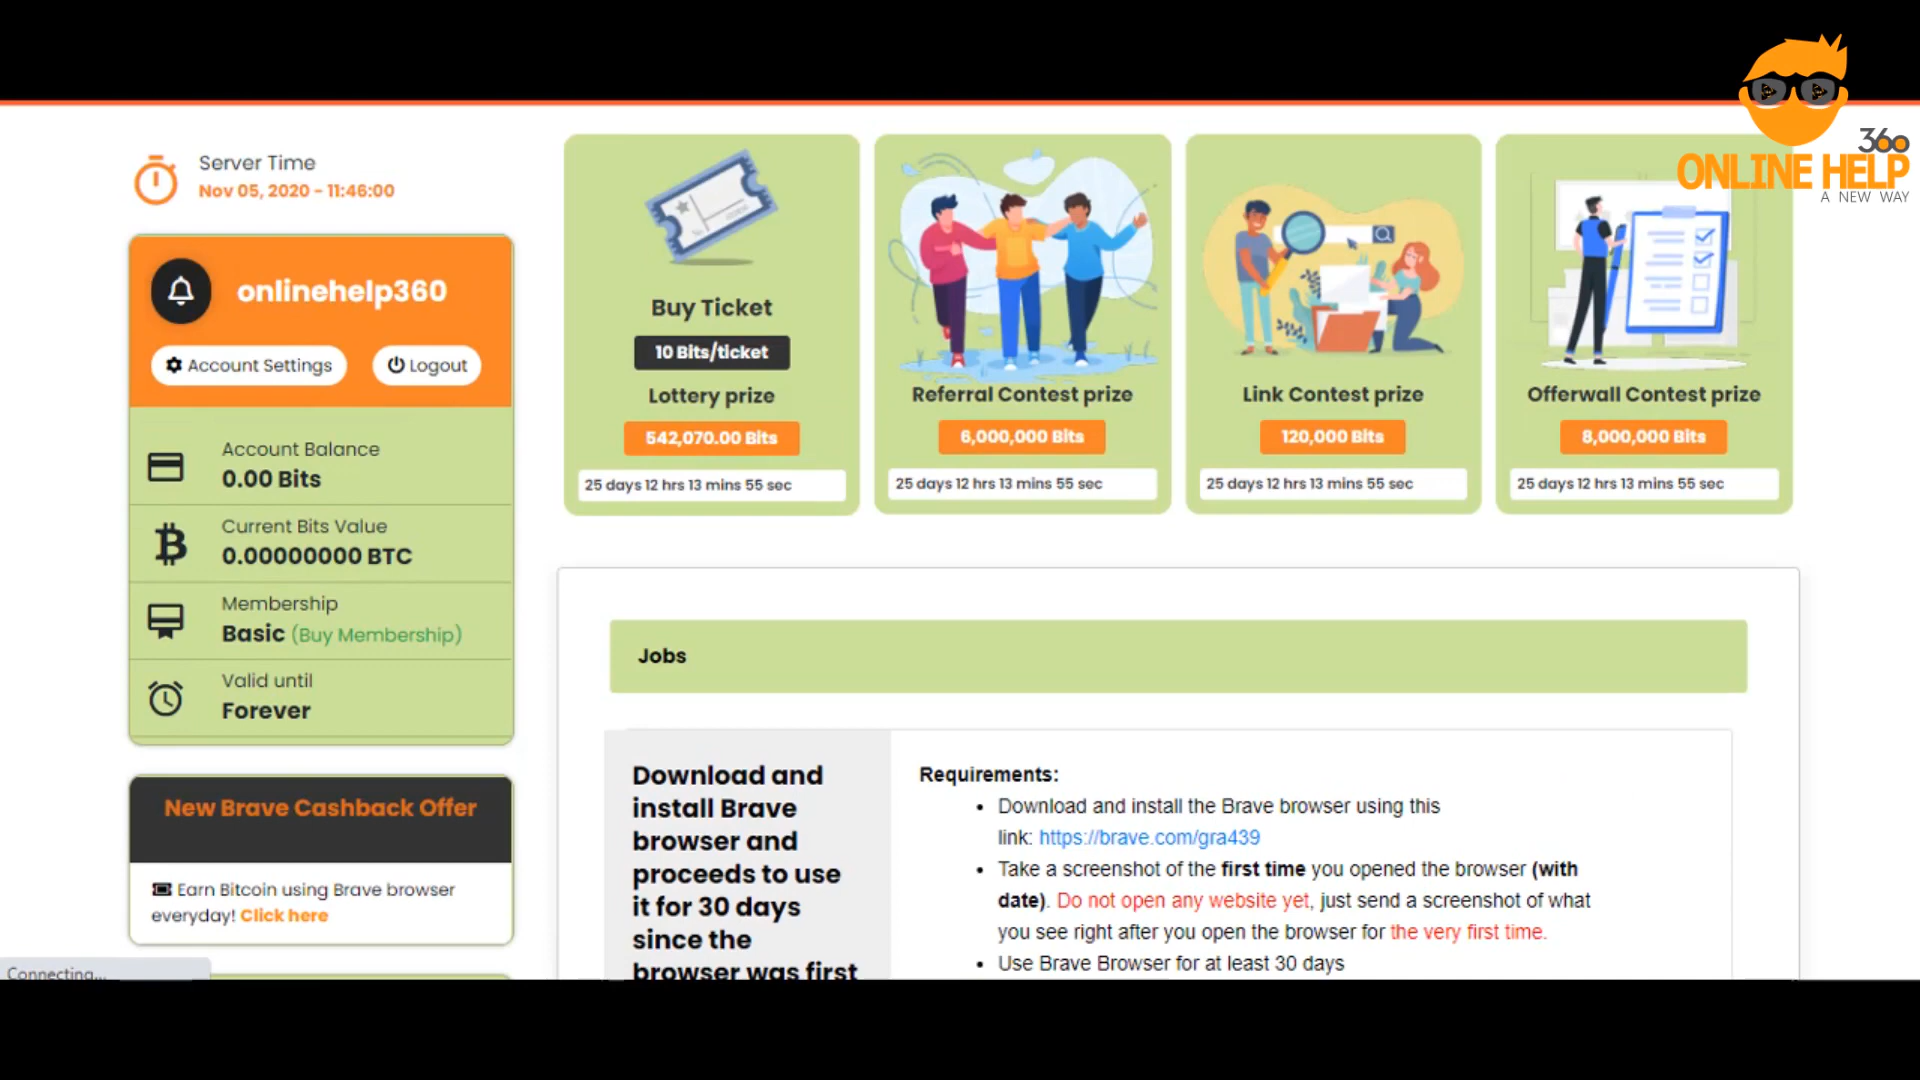 360
ONLINE HELP
A NEW WAY
Server Time
Nov 05, 2020 - 11:46:00
onlinehelp360
Account Settings
Logout
Account Balance
0.00 Bits
Current Bits Value
0.00000000 BTC
Membership
Basic (Buy Membership)
Valid until
Forever
New Brave Cashback Offer
Earn Bitcoin using Brave browser
everyday! Click here
Connecting...
Buy Ticket
10 Bits/ticket
Lottery prize
542,070.00 Bits
25 days 12 hrs 13 mins 55 sec
Referral Contest prize
6,000,000 Bits
25 days 12 hrs 13 mins 55 sec
Link Contest prize
120,000 Bits
25 days 12 hrs 13 mins 55 sec
Offerwall Contest prize
8,000,000 Bits
25 days 12 hrs 13 mins 55 sec
Jobs
Download and
install Brave
browser and
proceeds to use
it for 30 days
since the
browser was first
Requirements:
• Download and install the Brave browser using this
link: https://brave.com/gra439
• Take a screenshot of the first time you opened the browser (with
date). Do not open any website yet, just send a screenshot of what
you see right after you open the browser for the very first time.
• Use Brave Browser for at least 30 days